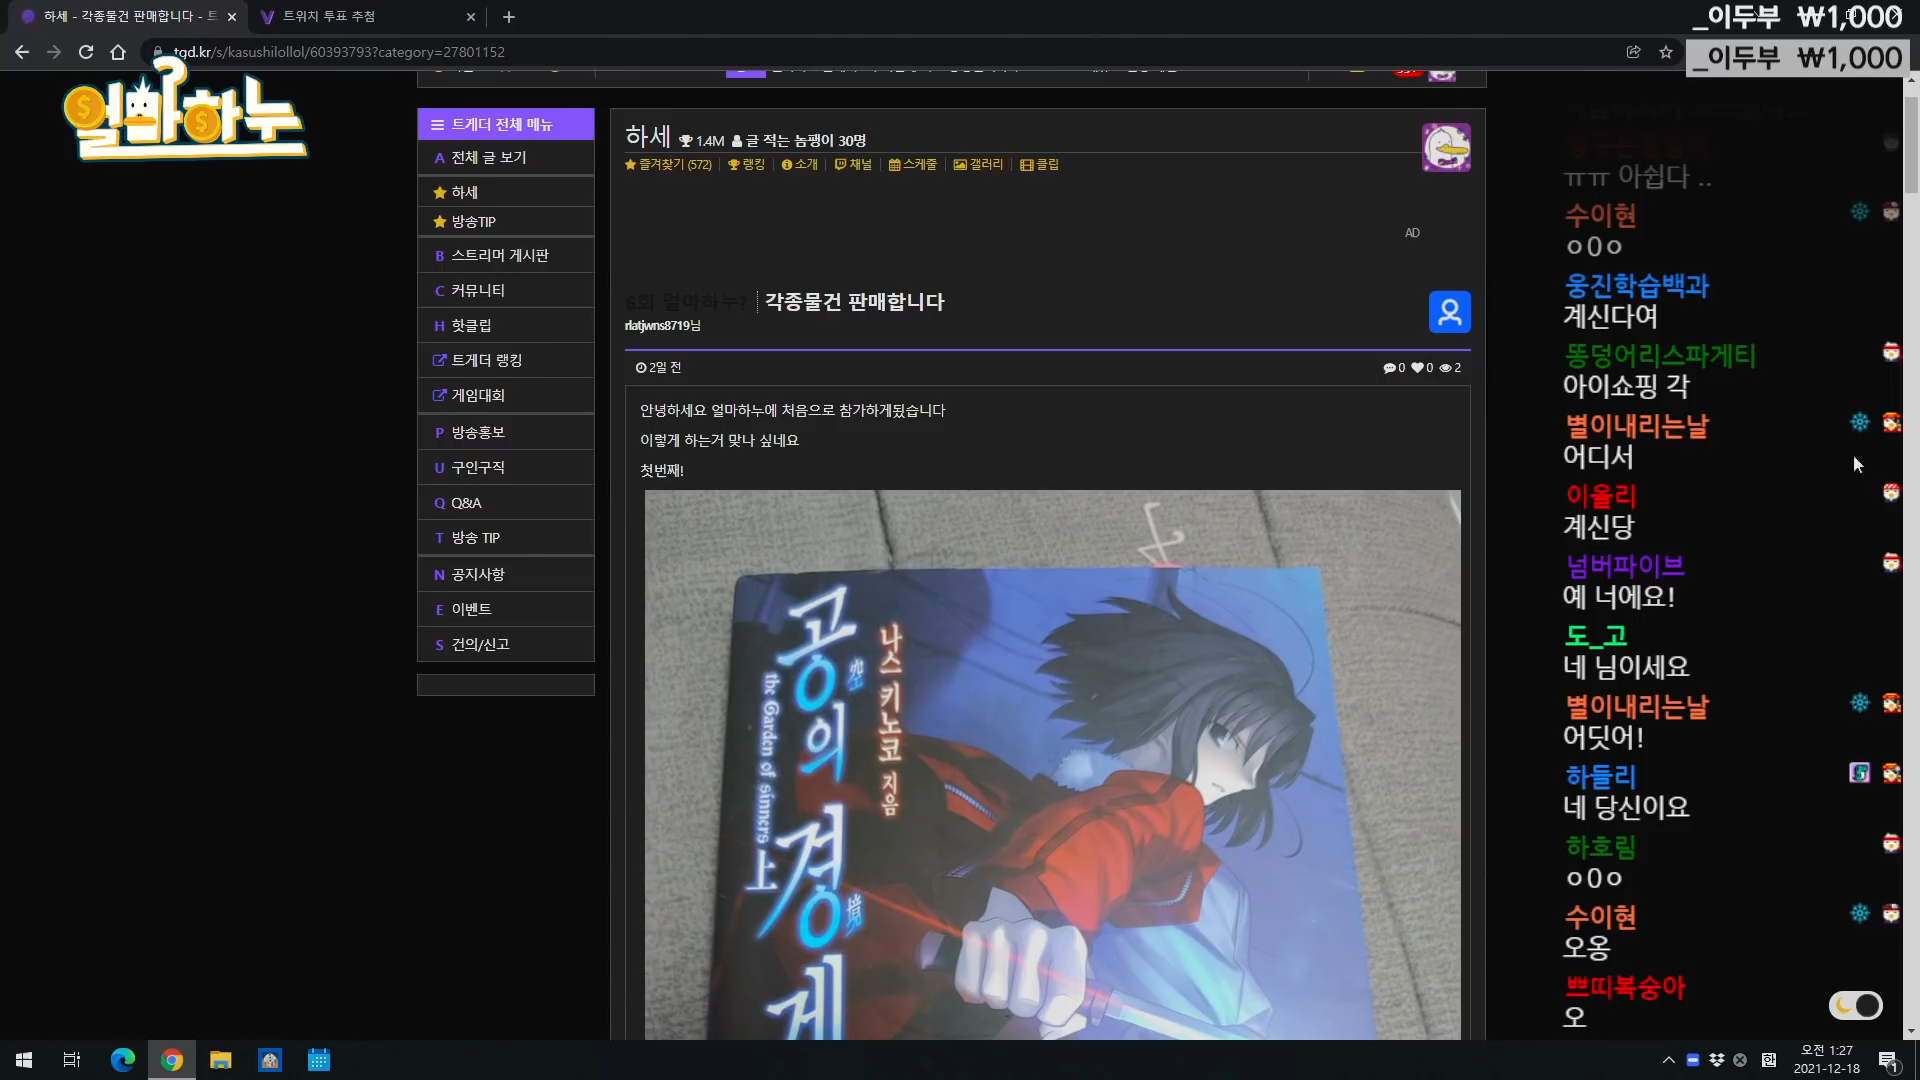 하세 - 각종물건 판매합니다 - 트
트위치 투표 추첨
_이두부 ₩1,000
tgd.kr/s/kasushilollol/60393793?category=27801152
_이두부 ₩1,000
얼마하누?
트게더 전체 메뉴
A 전체 글 보기
하세
방송TIP
B 스트리머 게시판
C 커뮤니티
H 핫클립
트게더 랭킹
게임대회
P 방송홍보
U 구인구직
Q Q&A
T 방송 TIP
N 공지사항
E 이벤트
S 건의/신고
하세 1.4M 글 적는 놈팽이 30명
즐겨찾기 (572) 랭킹 소개 채널 스케줄 갤러리 클립
AD
6회 얼마하누? 각종물건 판매합니다
rlatjwns8719님
2일 전
0 0 2
안녕하세요 얼마하누에 처음으로 참가하게됬습니다
이렇게 하는거 맞나 싶네요
첫번째!
공의 경계
空 境
the Garden of sinners 上
나스 키노코 지음
ㅠㅠ 아쉽다 ..
수이현
ㅇ0ㅇ
웅진학습백과
계신다여
똥덩어리스파게티
아이쇼핑 각
별이내리는날
어디서
이율리
계신당
넘버파이브
예 너에요!
도_고
네 님이세요
별이내리는날
어딧어!
하들리
네 당신이요
하호림
ㅇ0ㅇ
수이현
오옹
쁘띠복숭아
오
한
오전 1:27
2021-12-18
1